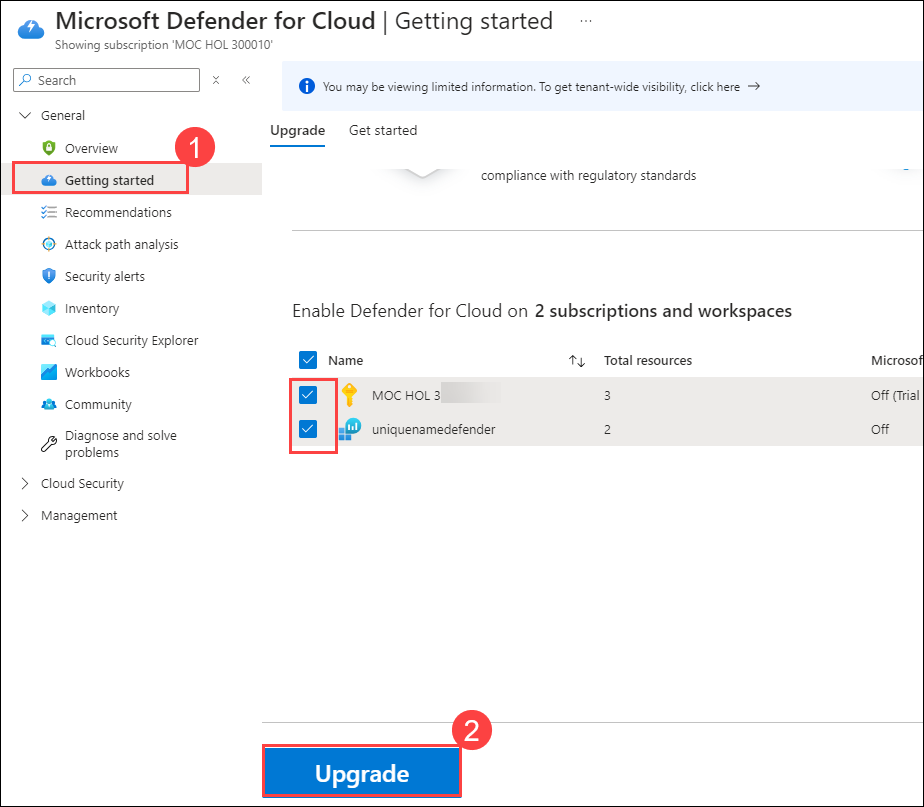 Microsoft Defender for Cloud | Getting started ...
Showing subscription 'MOC HOL 300010'
Search
You may be viewing limited information. To get tenant-wide visibility, click here →
General
Overview
1
Getting started
Recommendations
Attack path analysis
Security alerts
Inventory
Cloud Security Explorer
Workbooks
Community
Diagnose and solve
problems
Cloud Security
Management
Upgrade Get started
compliance with regulatory standards
Enable Defender for Cloud on 2 subscriptions and workspaces
Name Total resources Microsof
MOC HOL 3 3 Off (Trial
uniquenamedefender 2 Off
2
Upgrade